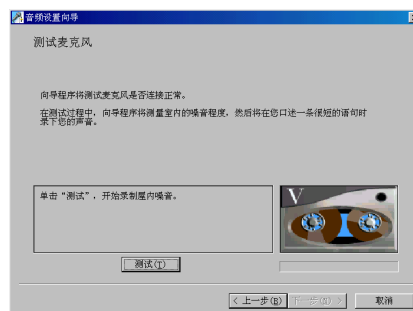 音频设置向导
测试麦克风
向导程序将测试麦克风是否连接正常。
在测试过程中，向导程序将测量室内的噪音程度，然后将在您口述一条很短的语句时
录下您的声音。
单击“测试”，开始录制屋内噪音。
V
测试(T)
< 上一步(B) 下一步(N) > 取消